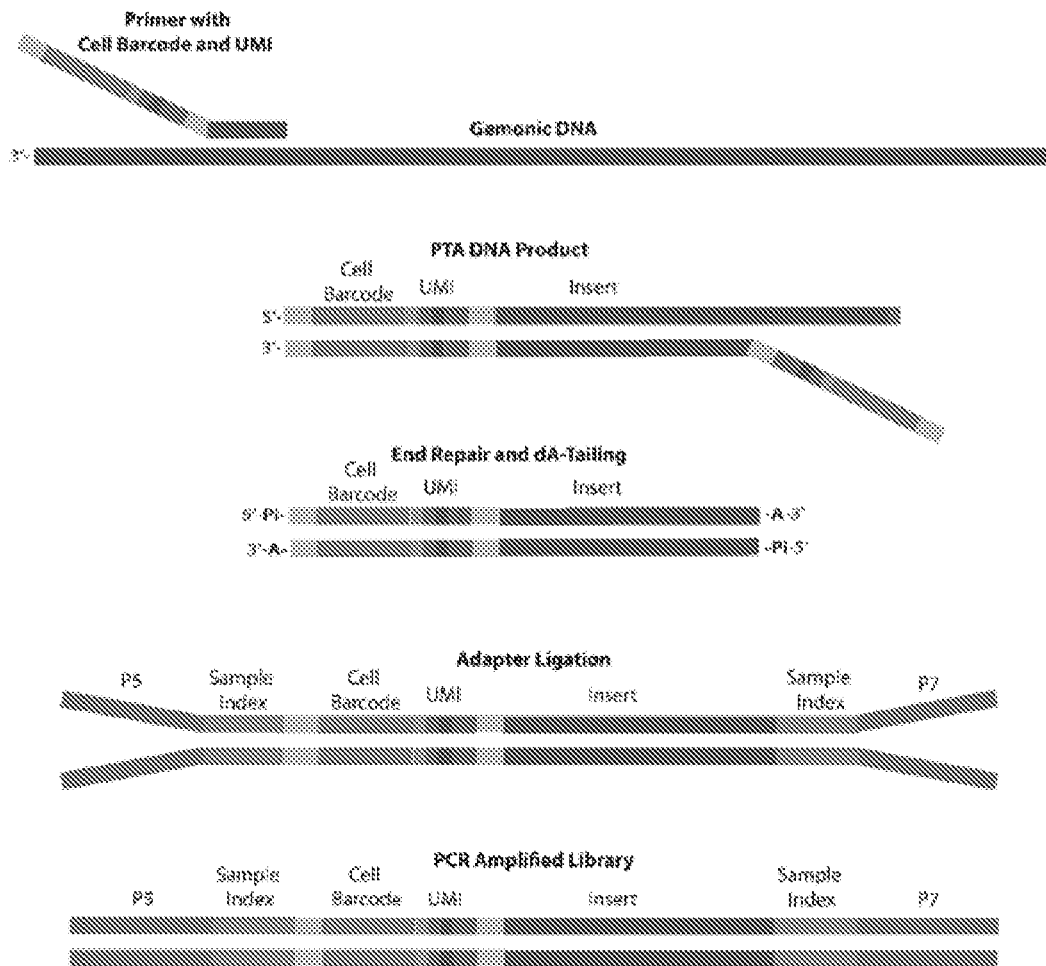 Primer with
Cell Barcode and UMI
Gemonic DNA
3'-
PTA DNA Product
Cell
Barcode
UMI
Insert
5'-
3'-
End Repair and dA-Tailing
Cell
Barcode
UMI
Insert
5'-Pi-
-A-3'
3'-A-
-Pi-5'
Adapter Ligation
P5
Sample
Index
Cell
Barcode
UMI
Insert
Sample
Index
P7
PCR Amplified Library
P5
Sample
Index
Cell
Barcode
UMI
Insert
Sample
Index
P7